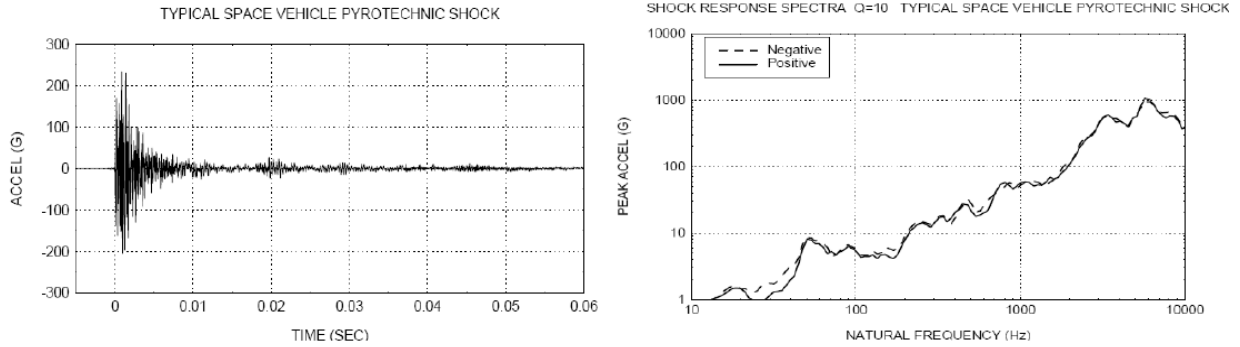 TYPICAL SPACE VEHICLE PYROTECHNIC SHOCK
300
200
100
0
-100
-200
-300
ACCEL (G)
0 0.01 0.02 0.03 0.04 0.05 0.06
TIME (SEC)
SHOCK RESPONSE SPECTRA Q=10 TYPICAL SPACE VEHICLE PYROTECHNIC SHOCK
Negative
Positive
10000
1000
100
10
1
PEAK ACCEL (G)
10 100 1000 10000
NATURAL FREQUENCY (Hz)